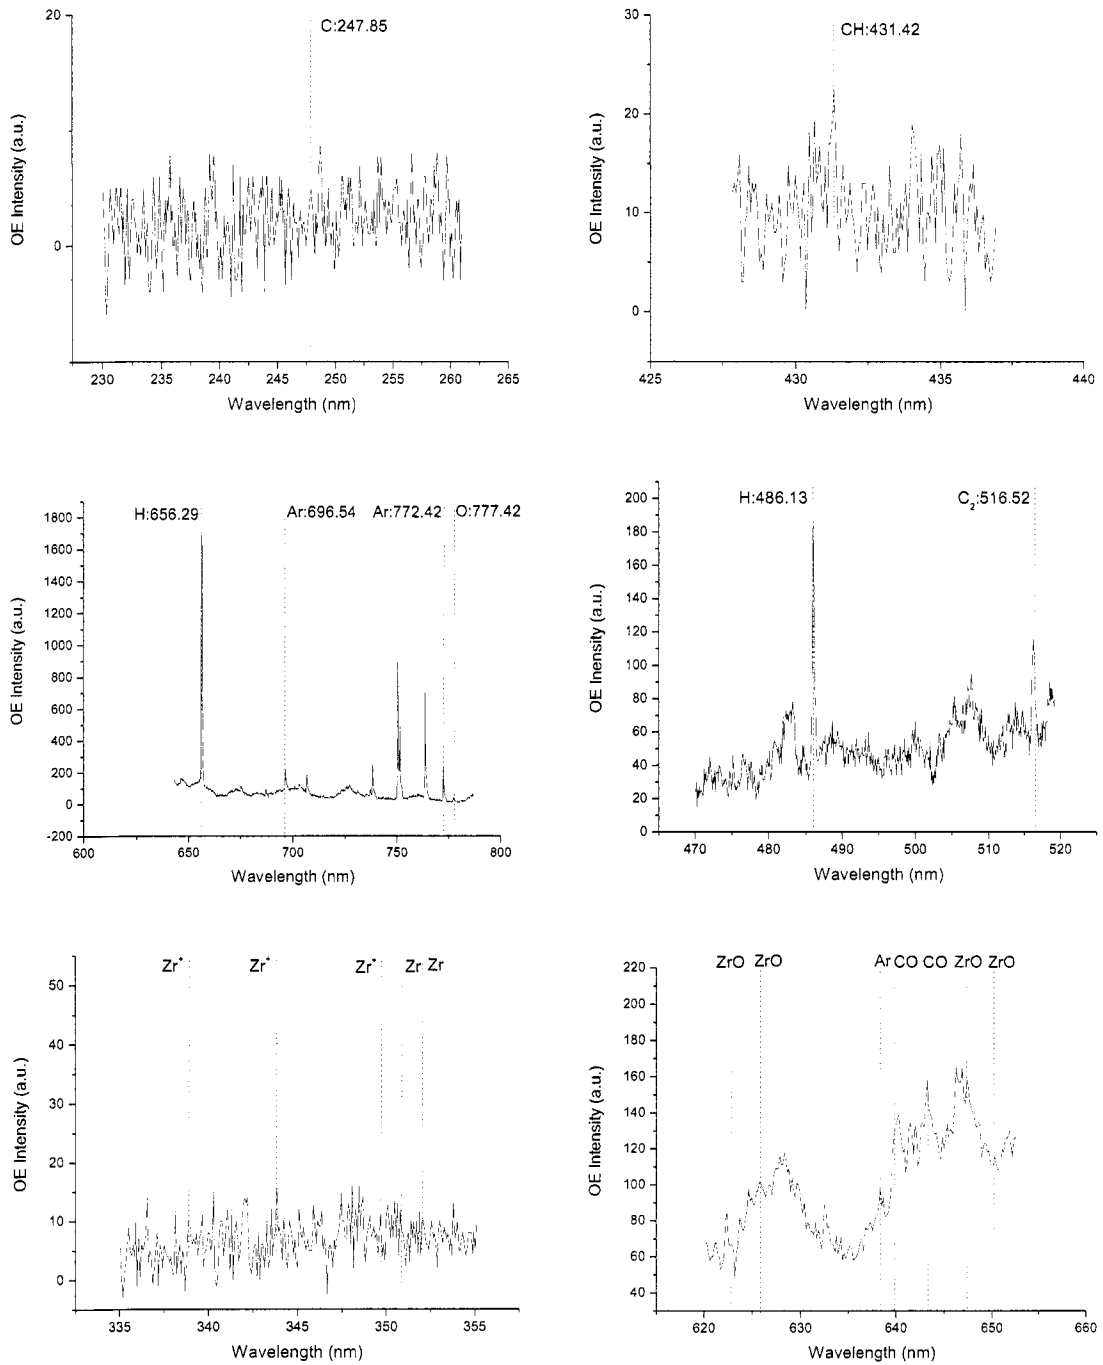 20
C:247.85
OE Intensity (a.u.)
0
230 235 240 245 250 255 260 265
Wavelength (nm)
30
CH:431.42
20
OE Intensity (a.u.)
10
0
425 430 435 440
Wavelength (nm)
H:656.29 Ar:696.54 Ar:772.42 O:777.42
1800
1600
1400
1200
1000
800
600
400
200
0
-200
OE Intensity (a.u.)
600 650 700 750 800
Wavelength (nm)
H:486.13 C₂:516.52
200
180
160
140
120
100
80
60
40
20
0
OE Inensity (a.u.)
470 480 490 500 510 520
Wavelength (nm)
Zr⁺ Zr⁺ Zr⁺ Zr Zr
50
40
30
20
10
0
OE Intensity (a.u.)
335 340 345 350 355
Wavelength (nm)
ZrO ZrO Ar CO CO ZrO ZrO
220
200
180
160
140
120
100
80
60
40
OE Intensity (a.u.)
620 630 640 650 660
Wavelength (nm)